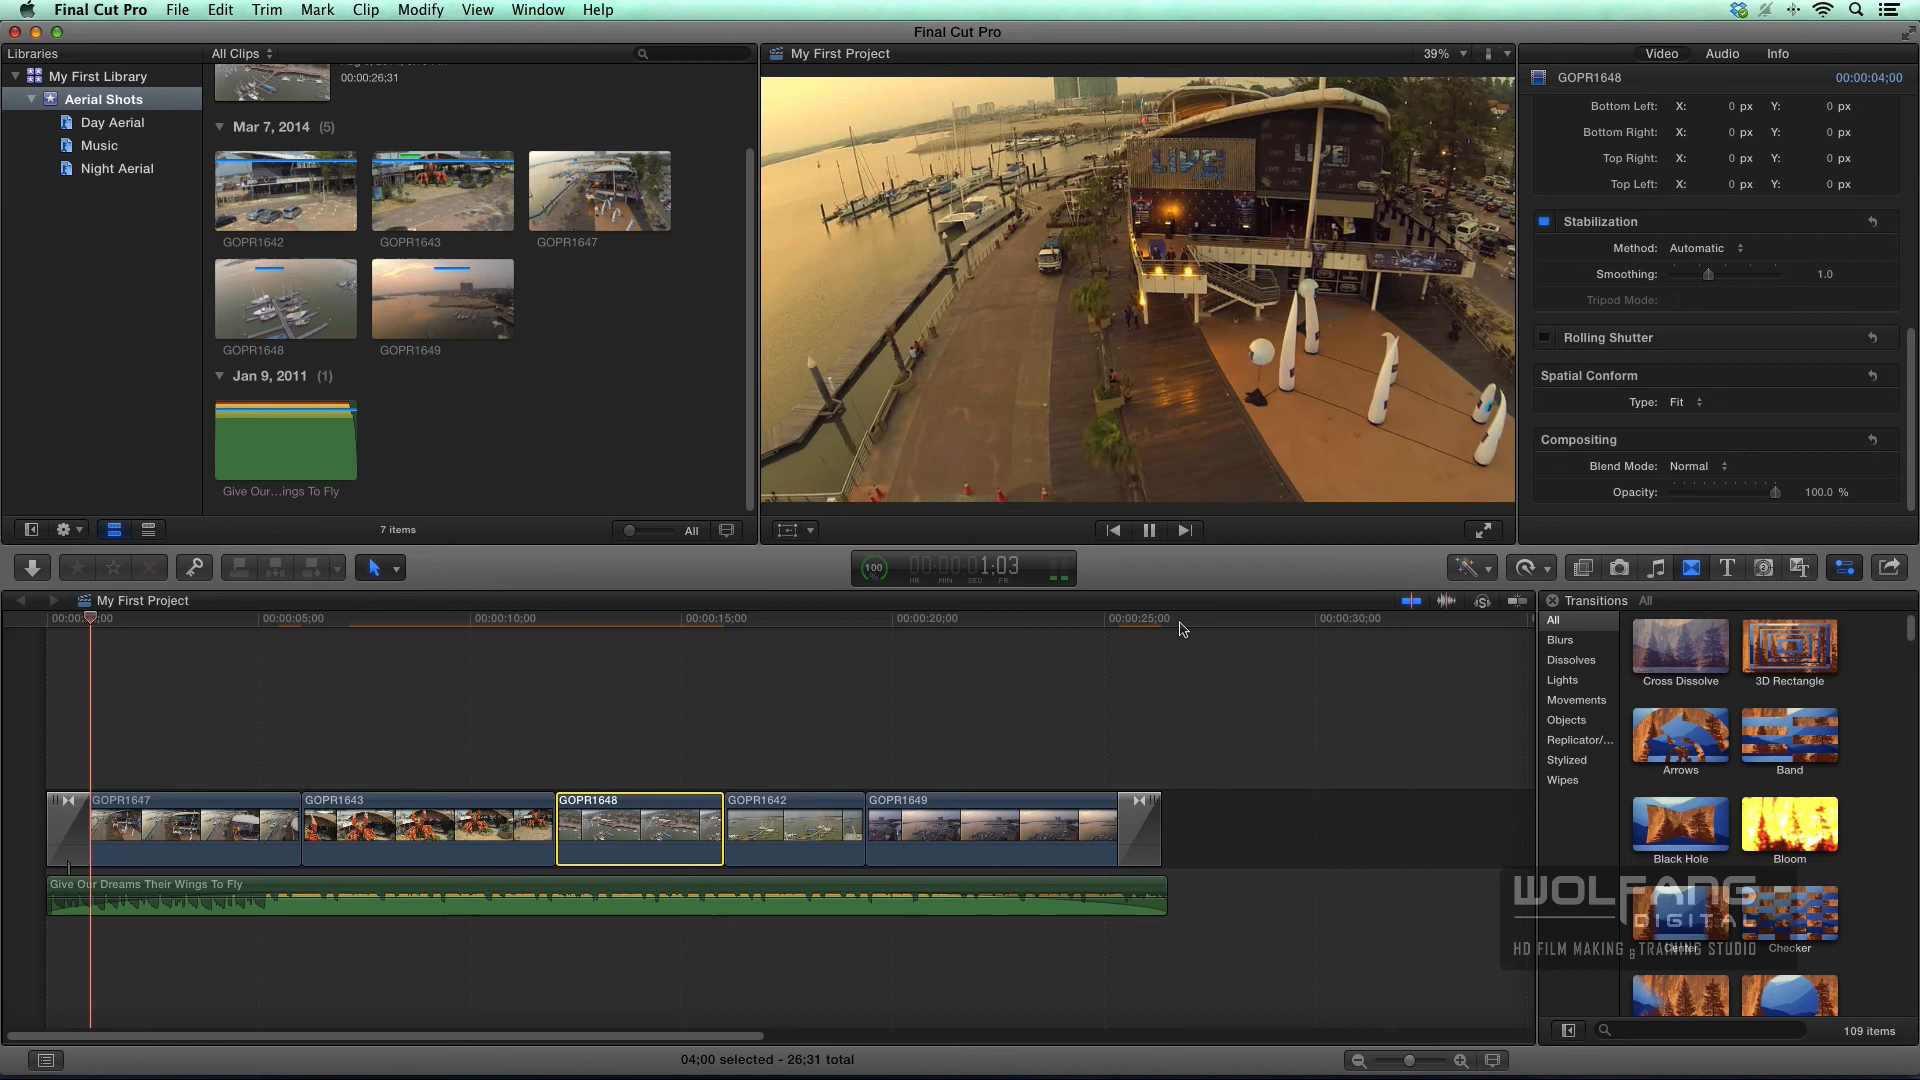 Final Cut Pro File Edit Trim Mark Clip Modify View Window Help
Final Cut Pro
Libraries
All Clips
My First Project
39%
Video Audio Info
My First Library
Aerial Shots
Day Aerial
Music
Night Aerial
00:00:26;31
Mar 7, 2014 (5)
GOPR1642 GOPR1643 GOPR1647
GOPR1648 GOPR1649
Jan 9, 2011 (1)
Give Our...ings To Fly
7 items
All
LIVE!
LIVE!
GOPR1648
00:00:04;00
Bottom Left: X: 0 px Y: 0 px
Bottom Right: X: 0 px Y: 0 px
Top Right: X: 0 px Y: 0 px
Top Left: X: 0 px Y: 0 px
Stabilization
Method: Automatic
Smoothing: 1.0
Tripod Mode:
Rolling Shutter
Spatial Conform
Type: Fit
Compositing
Blend Mode: Normal
Opacity: 100.0 %
100 %
00:00:01:03
HR MIN SEC FR
My First Project
00:00:00;00 00:00:05;00 00:00:10;00 00:00:15;00 00:00:20;00 00:00:25;00 00:00:30;00
GOPR1647 GOPR1643 GOPR1648 GOPR1642 GOPR1649
Give Our Dreams Their Wings To Fly
Transitions All
All
Blurs
Dissolves
Lights
Movements
Objects
Replicator/...
Stylized
Wipes
Cross Dissolve 3D Rectangle
Arrows Band
Black Hole Bloom
Center Checker
WOLFANG
DIGITAL
HD FILM MAKING & TRAINING STUDIO
109 items
04;00 selected - 26;31 total